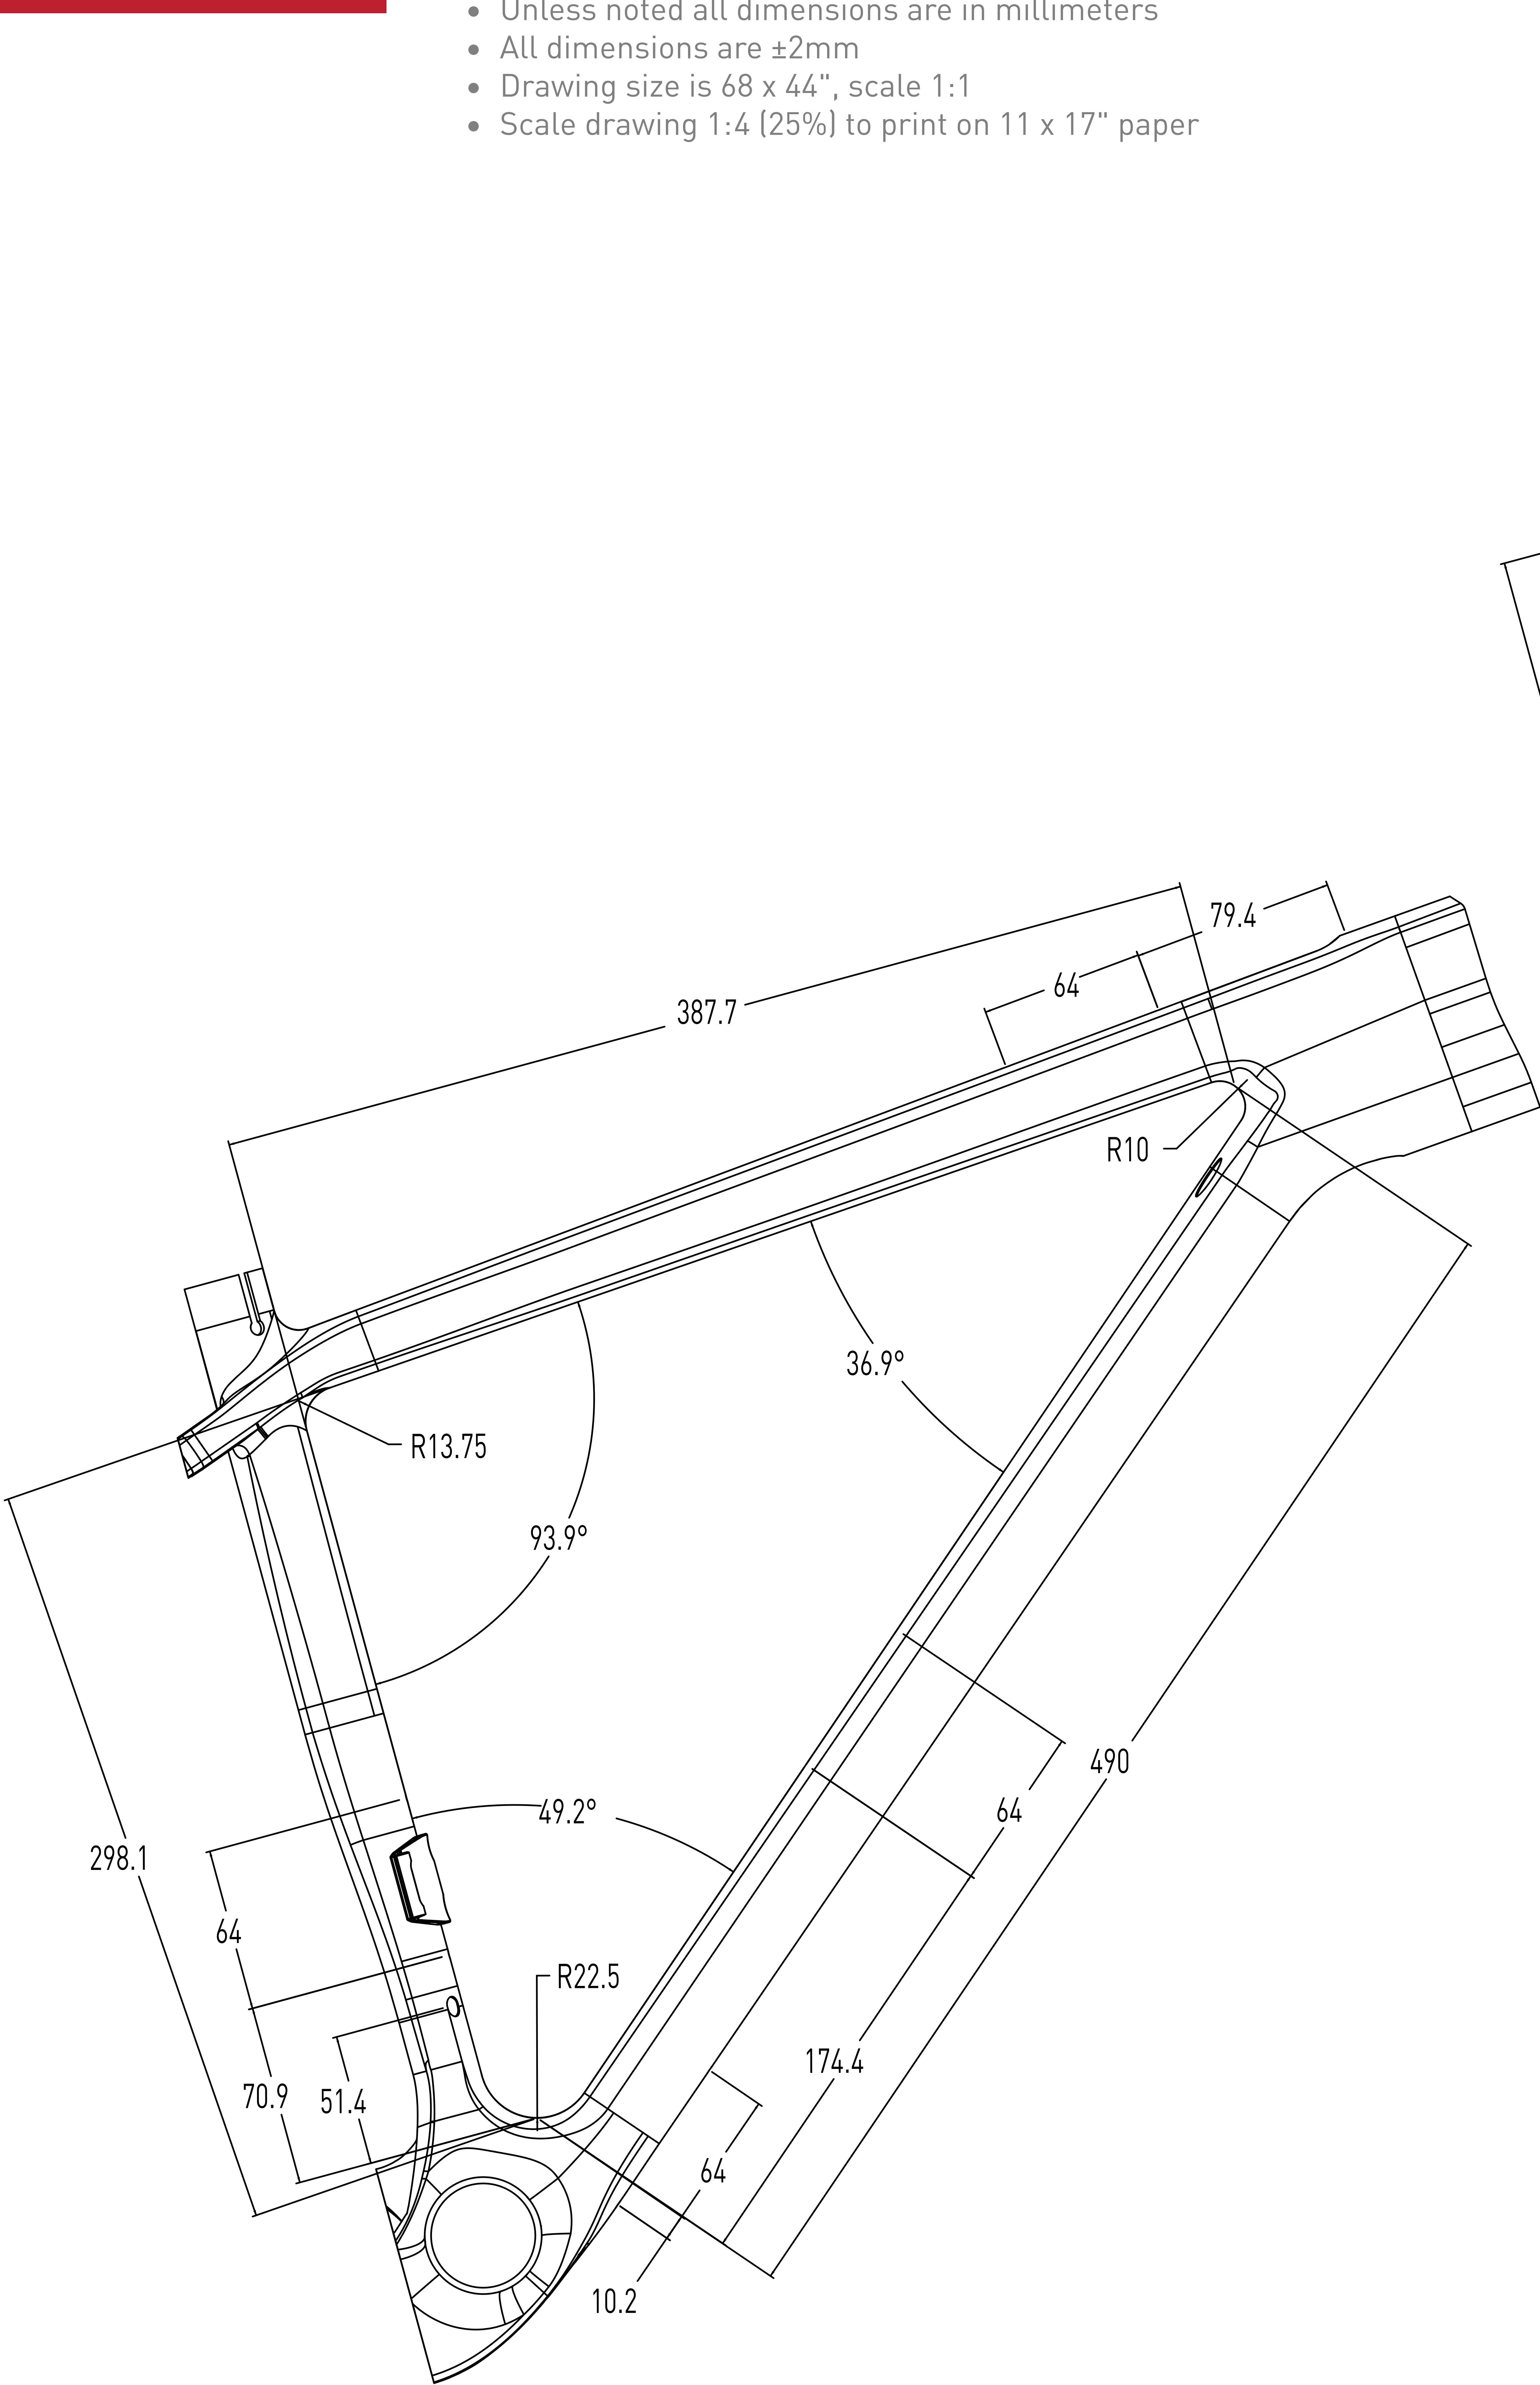 • Unless noted all dimensions are in millimeters
• All dimensions are ±2mm
• Drawing size is 68 x 44", scale 1:1
• Scale drawing 1:4 (25%) to print on 11 x 17" paper
79.4
64
387.7
R10
36.9°
R13.75
93.9°
490
64
49.2°
298.1
64
R22.5
174.4
70.9
51.4
64
10.2